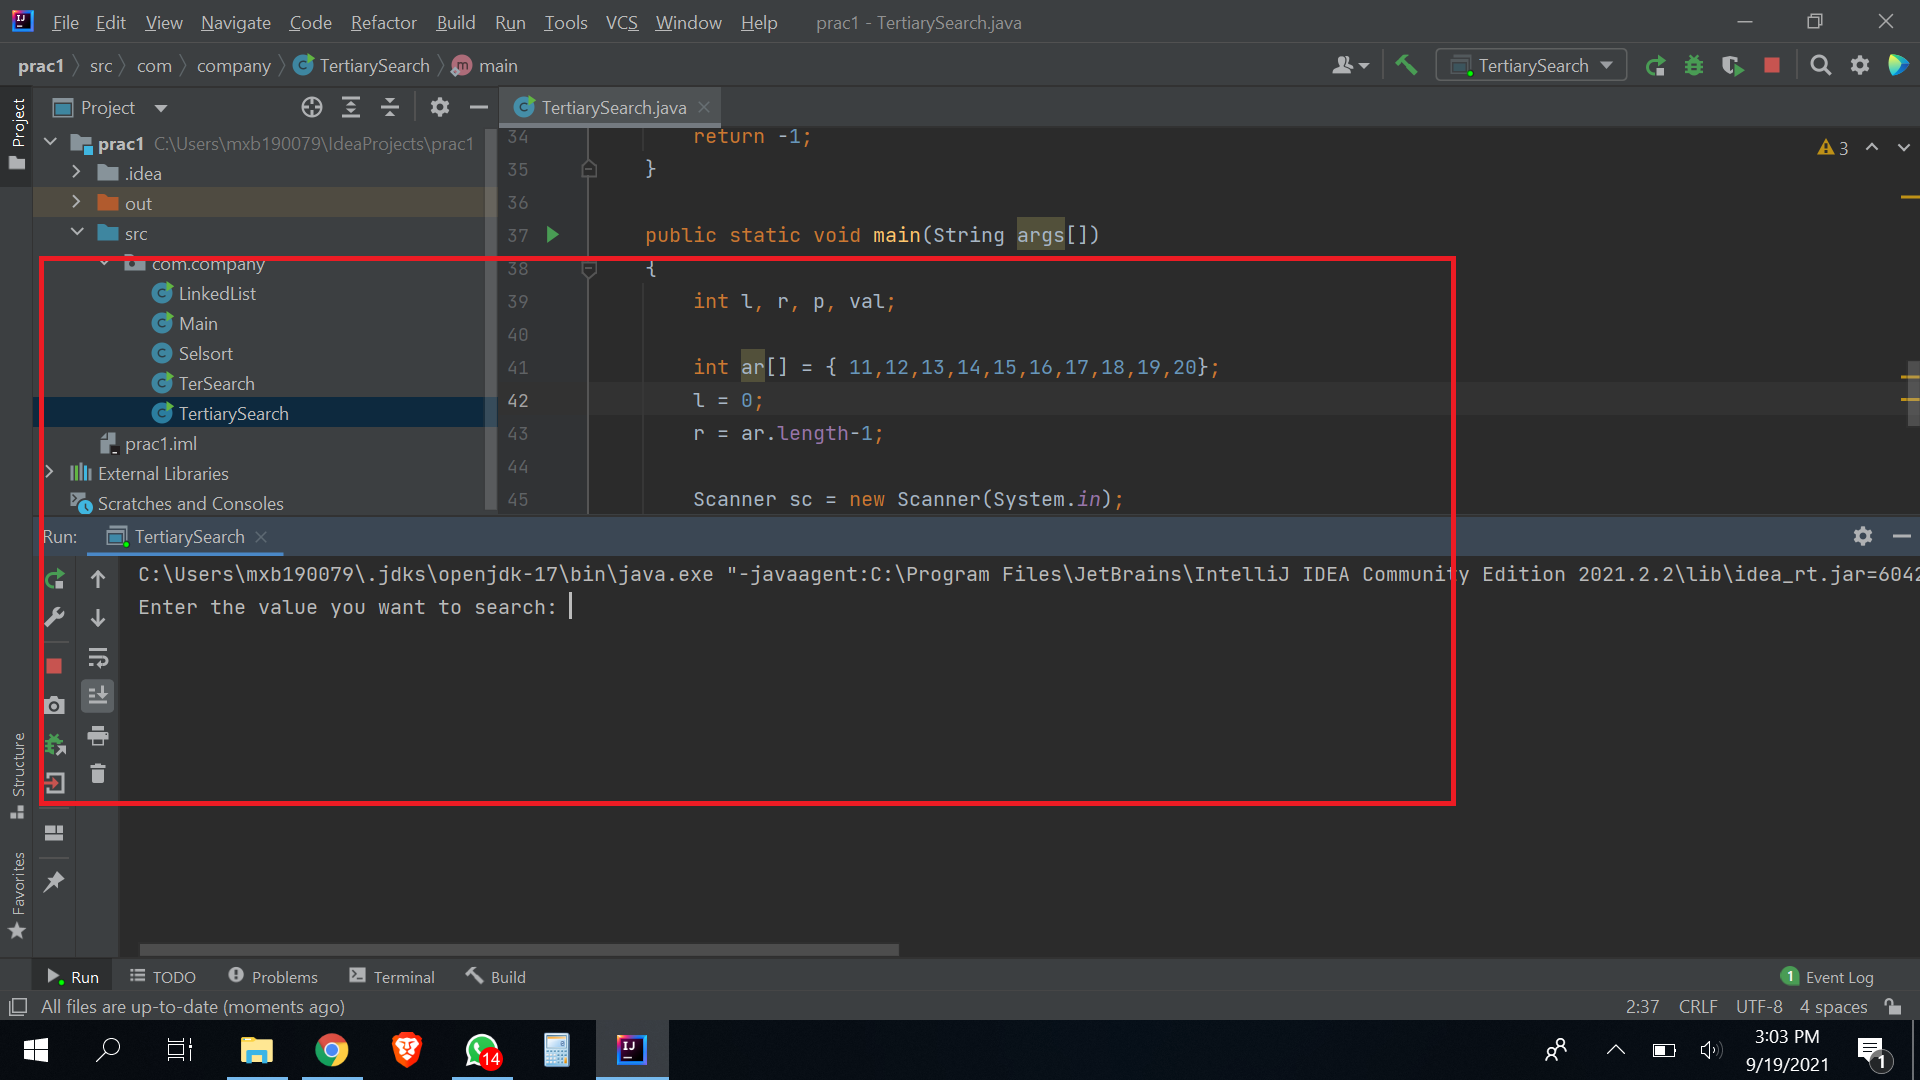 File Edit View Navigate Code Refactor Build Run Tools VCS Window Help prac1 - TertiarySearch.java
prac1 src com company TertiarySearch main TertiarySearch
Project
Project
TertiarySearch.java
prac1 C:\Users\mxb190079\IdeaProjects\prac1
.idea
out
src
com.company
LinkedList
Main
Selsort
TerSearch
TertiarySearch
prac1.iml
External Libraries
Scratches and Consoles
34 return -1;
35 }
36
37 public static void main(String args[])
38 {
39 int l, r, p, val;
40
41 int ar[] = { 11,12,13,14,15,16,17,18,19,20};
42 l = 0;
43 r = ar.length-1;
44
45 Scanner sc = new Scanner(System.in);
3
Run: TertiarySearch
C:\Users\mxb190079\.jdks\openjdk-17\bin\java.exe "-javaagent:C:\Program Files\JetBrains\IntelliJ IDEA Community Edition 2021.2.2\lib\idea_rt.jar=6042
Enter the value you want to search:
Structure
Favorites
Run TODO Problems Terminal Build 1 Event Log
All files are up-to-date (moments ago) 2:37 CRLF UTF-8 4 spaces
14
IJ
3:03 PM
9/19/2021
1